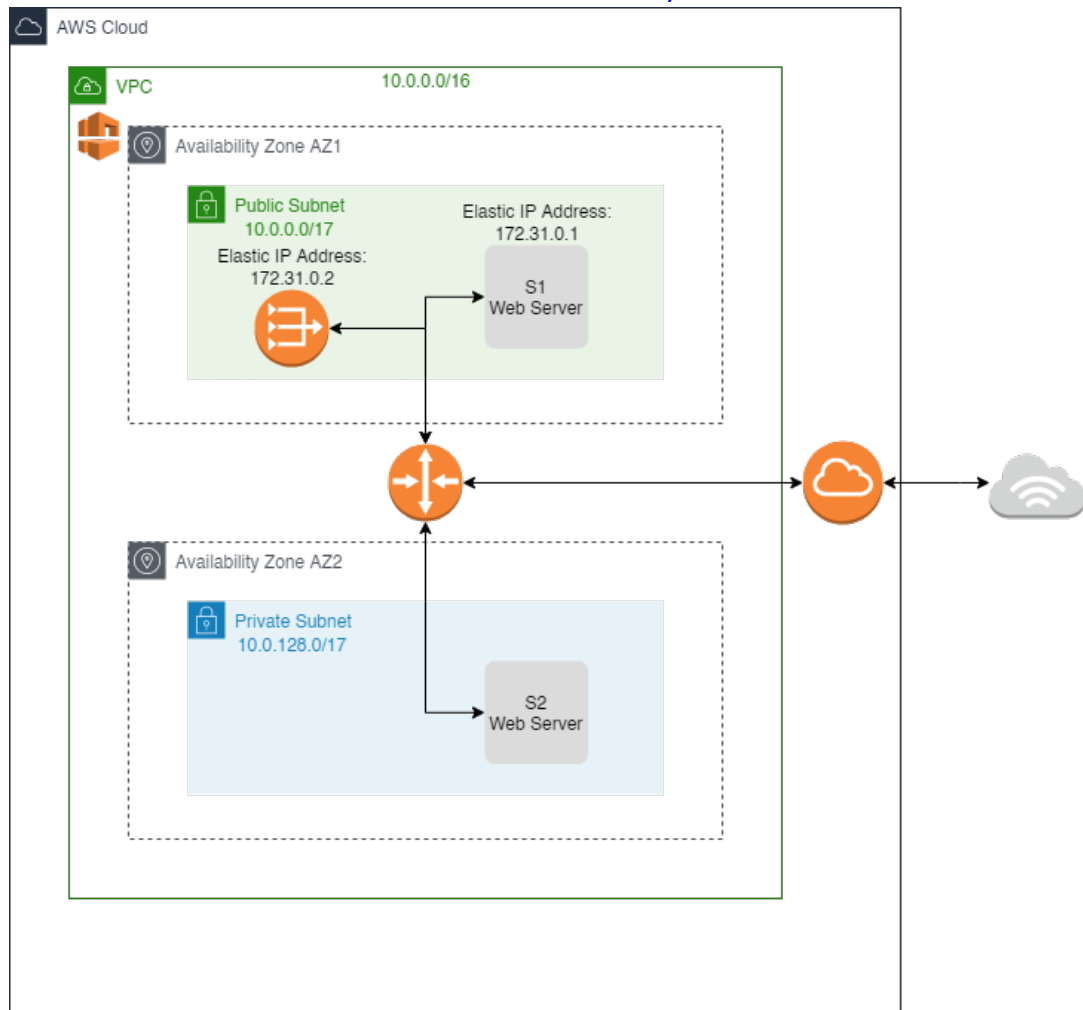 AWS Cloud
VPC
10.0.0.0/16
Availability Zone AZ1
Public Subnet
10.0.0.0/17
Elastic IP Address:
172.31.0.2
Elastic IP Address:
172.31.0.1
S1
Web Server
Availability Zone AZ2
Private Subnet
10.0.128.0/17
S2
Web Server